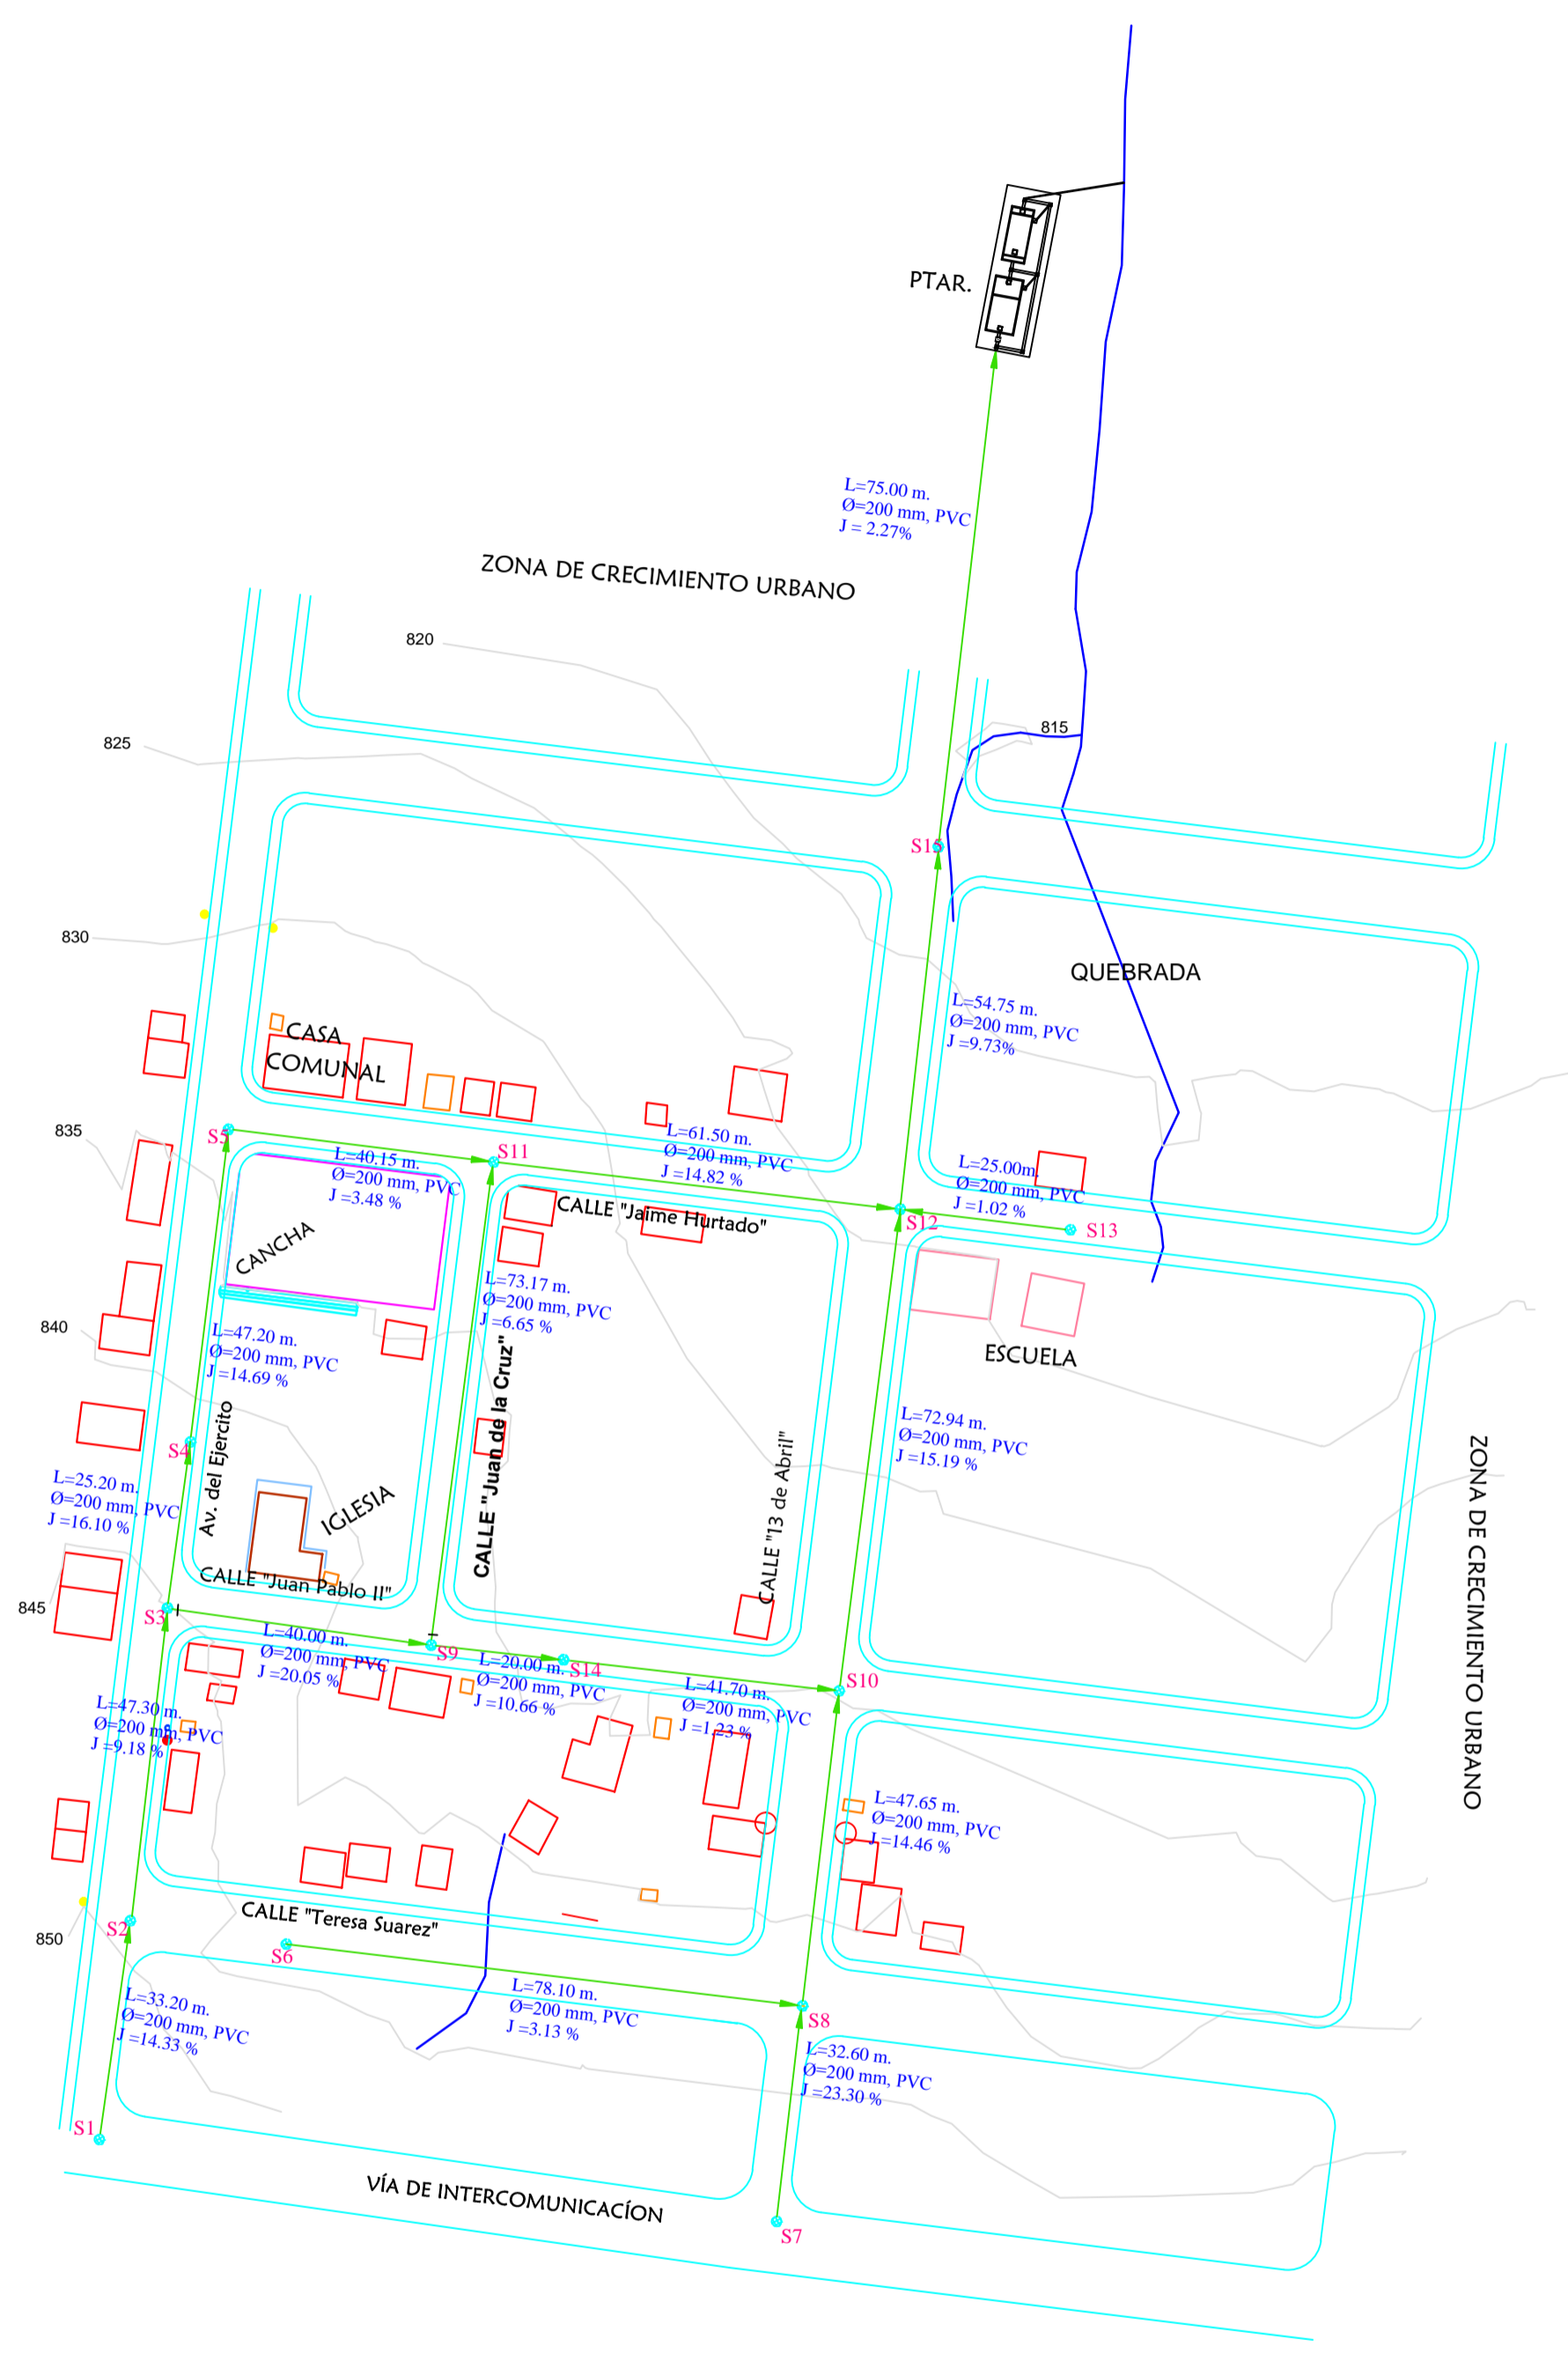 PTAR.
L=75.00 m.
Ø=200 mm, PVC
J = 2.27%
ZONA DE CRECIMIENTO URBANO
820
815
825
S15
830
QUEBRADA
L=54.75 m.
Ø=200 mm, PVC
J =9.73%
CASA
COMUNAL
835
S5
S11
L=61.50 m.
Ø=200 mm, PVC
J =14.82 %
L=40.15 m.
Ø=200 mm, PVC
J =3.48 %
L=25.00m.
Ø=200 mm, PVC
J =1.02 %
CALLE "Jaime Hurtado"
S12
S13
CANCHA
L=73.17 m.
Ø=200 mm, PVC
J =6.65 %
840
L=47.20 m.
Ø=200 mm, PVC
J =14.69 %
ESCUELA
CALLE "Juan de la Cruz"
L=72.94 m.
Ø=200 mm, PVC
J =15.19 %
S4
Av. del Ejercito
CALLE "13 de Abril"
ZONA DE CRECIMIENTO URBANO
L=25.20 m.
Ø=200 mm, PVC
J =16.10 %
IGLESIA
CALLE "Juan Pablo II"
845
S3
L=40.00 m.
Ø=200 mm, PVC
J =20.05 %
S9
L=20.00 m.
Ø=200 mm, PVC
J =10.66 %
S14
L=41.70 m.
Ø=200 mm, PVC
J =1.23 %
S10
L=47.30 m.
Ø=200 mm, PVC
J =9.18 %
L=47.65 m.
Ø=200 mm, PVC
J =14.46 %
CALLE "Teresa Suarez"
S2
850
S6
L=78.10 m.
Ø=200 mm, PVC
J =3.13 %
S8
L=33.20 m.
Ø=200 mm, PVC
J =14.33 %
L=32.60 m.
Ø=200 mm, PVC
J =23.30 %
S1
VÍA DE INTERCOMUNICACÍON
S7